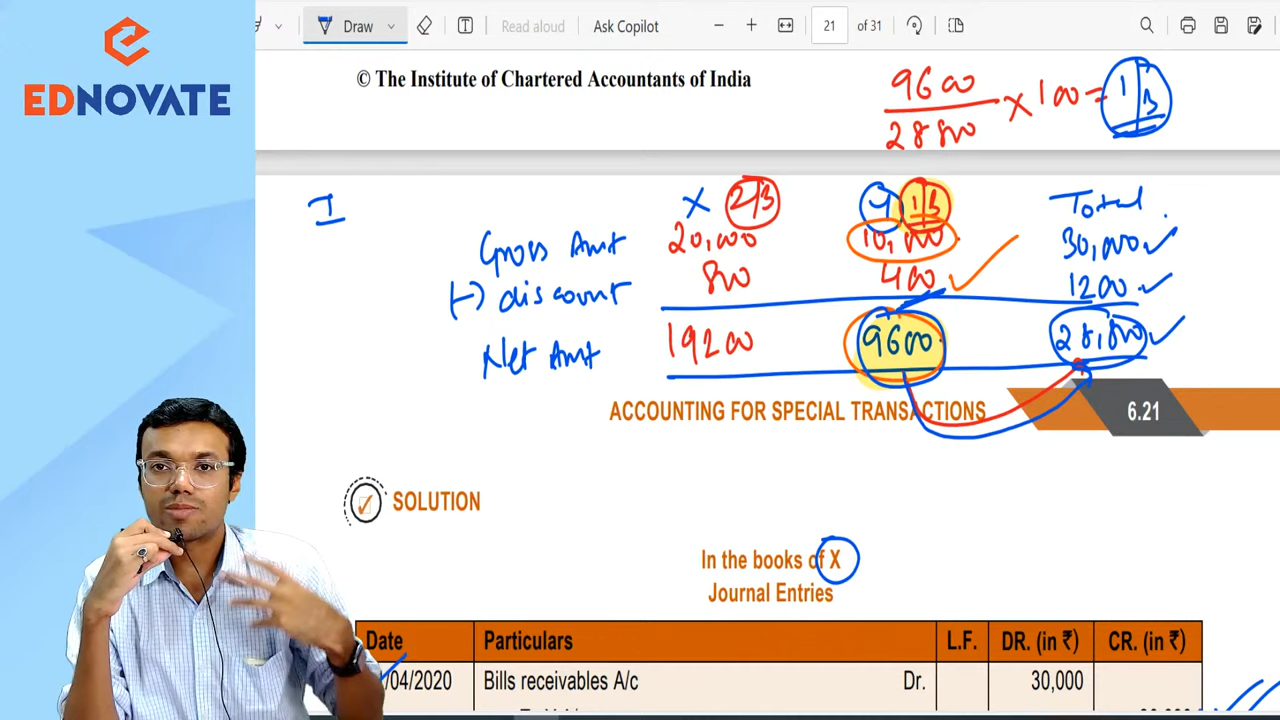 EDNOVATE
Draw
Read aloud
Ask Copilot
21
of 31
© The Institute of Chartered Accountants of India
9600
2880 × 100 = 1/3
I
X 2/3 Y 1/3 Total
Gross Amt 20,000 10,000 30,000
(-) discount 800 400 1200
Net Amt 19200 9600 28,800
ACCOUNTING FOR SPECIAL TRANSACTIONS
6.21
SOLUTION
In the books of X
Journal Entries
Date Particulars L.F. DR. (in ₹) CR. (in ₹)
/04/2020 Bills receivables A/c Dr. 30,000